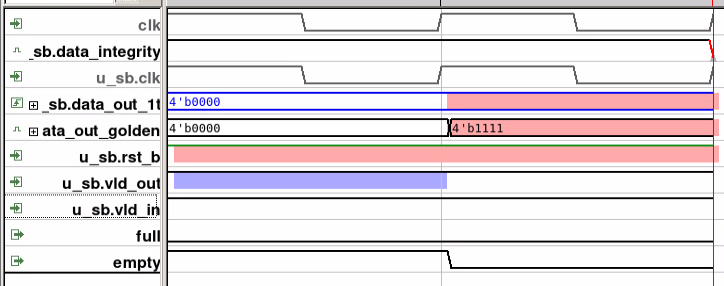 clk
_sb.data_integrity
u_sb.clk
_sb.data_out_1t 4'b0000
ata_out_golden 4'b0000 4'b1111
u_sb.rst_b
u_sb.vld_out
u_sb.vld_in
full
empty